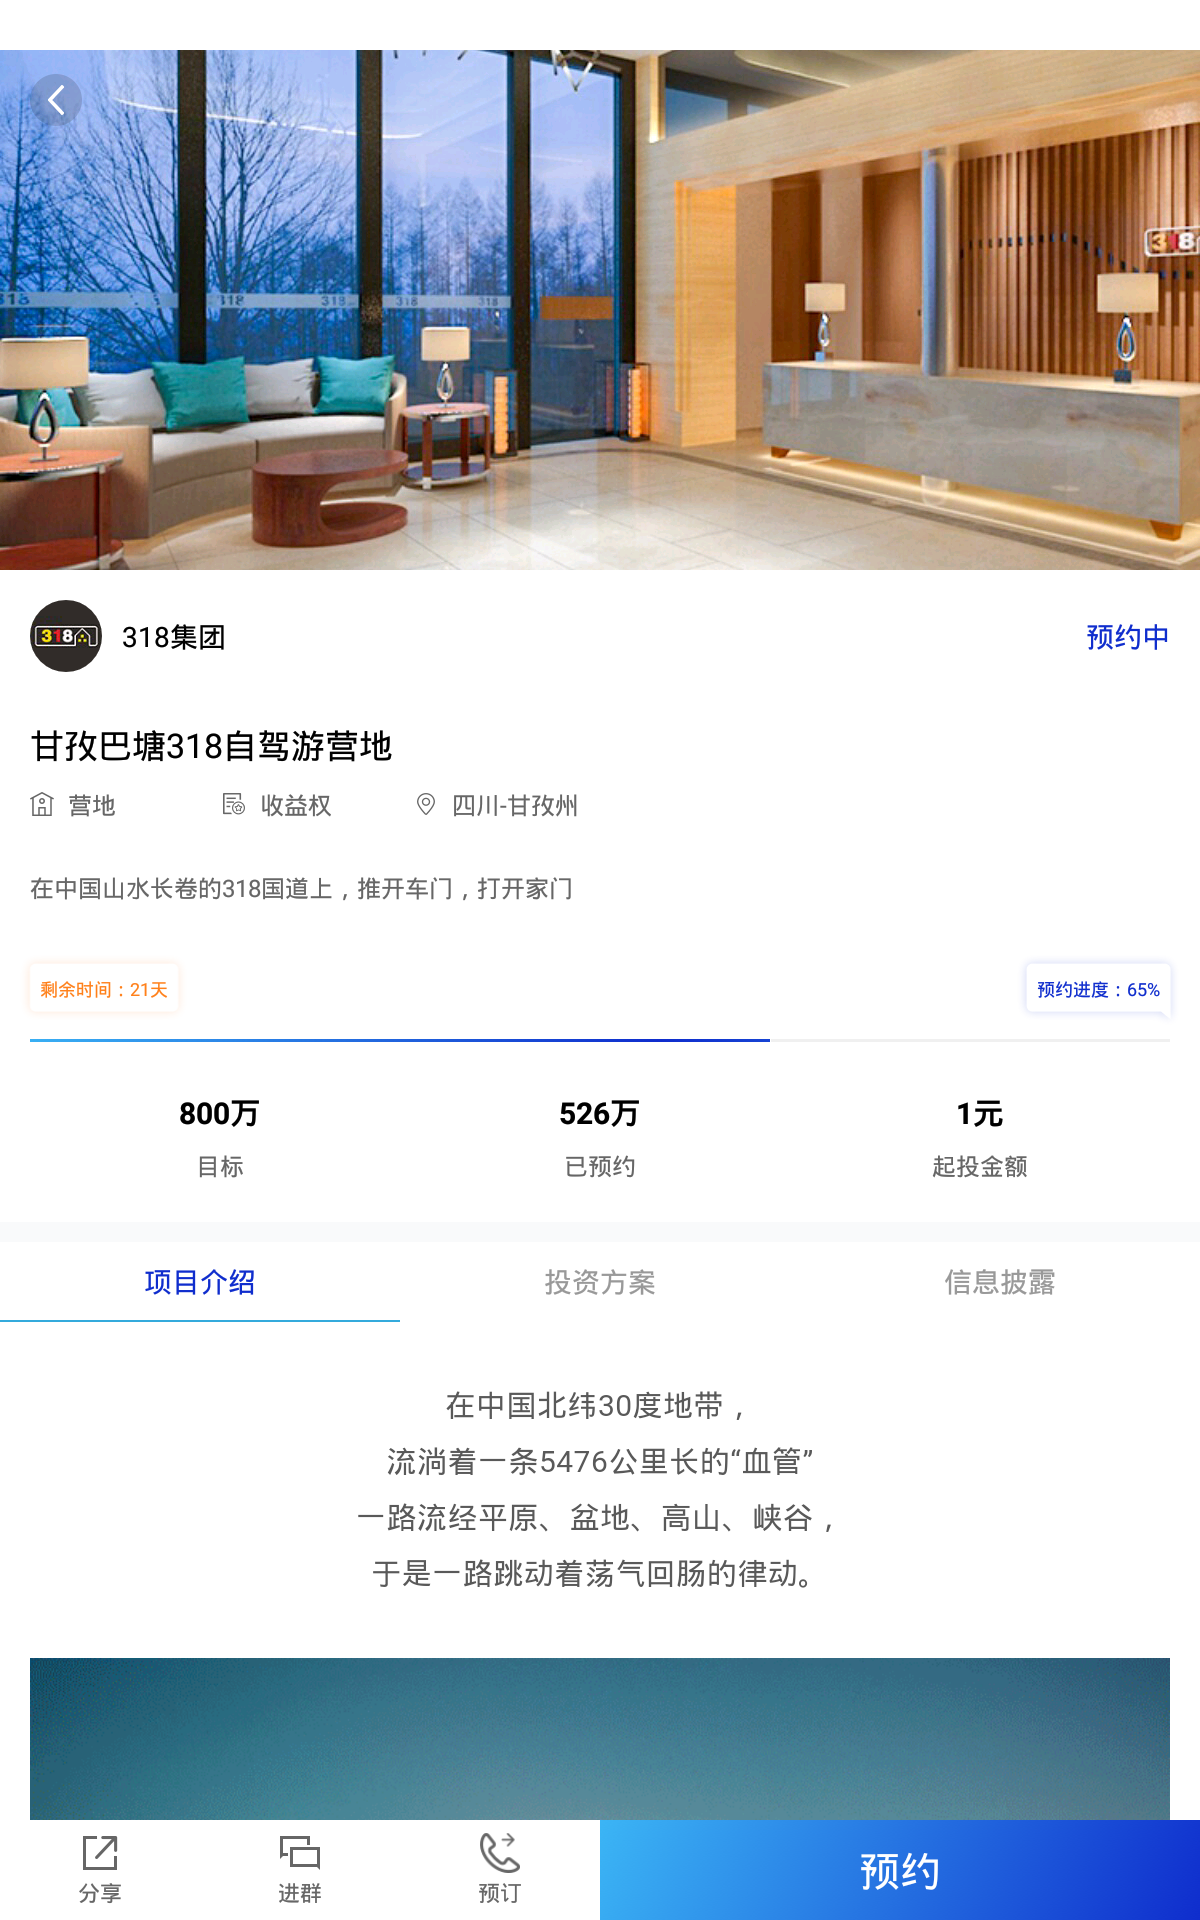 318
318
318
318
318
318
318
318集团
预约中
甘孜巴塘318自驾游营地
营地
收益权
四川-甘孜州
在中国山水长卷的318国道上，推开车门，打开家门
剩余时间：21天
预约进度：65%
800万
526万
1元
目标
已预约
起投金额
项目介绍
投资方案
信息披露
在中国北纬30度地带，
流淌着一条5476公里长的“血管”
一路流经平原、盆地、高山、峡谷，
于是一路跳动着荡气回肠的律动。
分享
进群
预订
预约